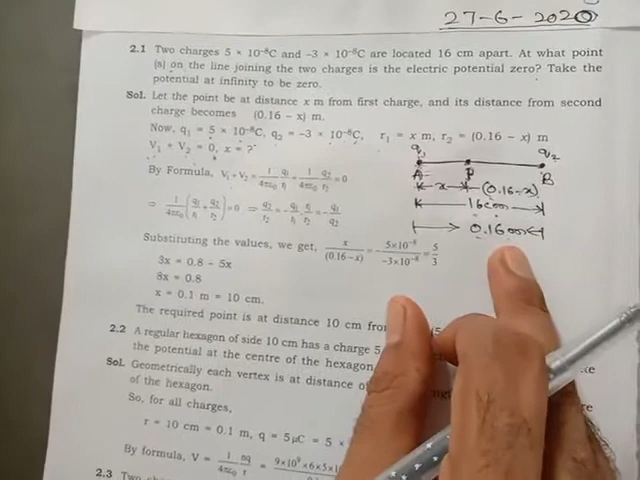 27-6-2020
2.1 Two charges 5 × 10⁻⁸C and –3 × 10⁻⁸C are located 16 cm apart. At what point
(s) on the line joining the two charges is the electric potential zero? Take the
potential at infinity to be zero.
Sol. Let the point be at distance x m from first charge, and its distance from second
charge becomes (0.16 – x) m.
Now, q₁ = 5 × 10⁻⁸C, q₂ = –3 × 10⁻⁸C, r₁ = x m, r₂ = (0.16 – x) m
V₁ + V₂ = 0, x = ?
q₁ q₂
A P B
x (0.16-x)
16cm
0.16m
By Formula, V₁ + V₂ = 1/4πε₀ q₁/r₁ + 1/4πε₀ q₂/r₂ = 0
⇒ 1/4πε₀ (q₁/r₁ + q₂/r₂) = 0 ⇒ q₂/r₂ = – q₁/r₁, r₁/r₂ = – q₁/q₂
Substituting the values, we get, x/(0.16–x) = – 5×10⁻⁸/–3×10⁻⁸ = 5/3
3x = 0.8 – 5x
8x = 0.8
x = 0.1 m = 10 cm.
The required point is at distance 10 cm
2.2 A regular hexagon of side 10 cm has a charge 5
the potential at the centre of the hexagon
Sol. Geometrically each vertex is at distance
of the hexagon.
So, for all charges,
r = 10 cm = 0.1 m, q = 5μC = 5 ×
By formula, V = 1/4πε₀ nq/r = 9×10⁹×6×5×1
2.3 Two